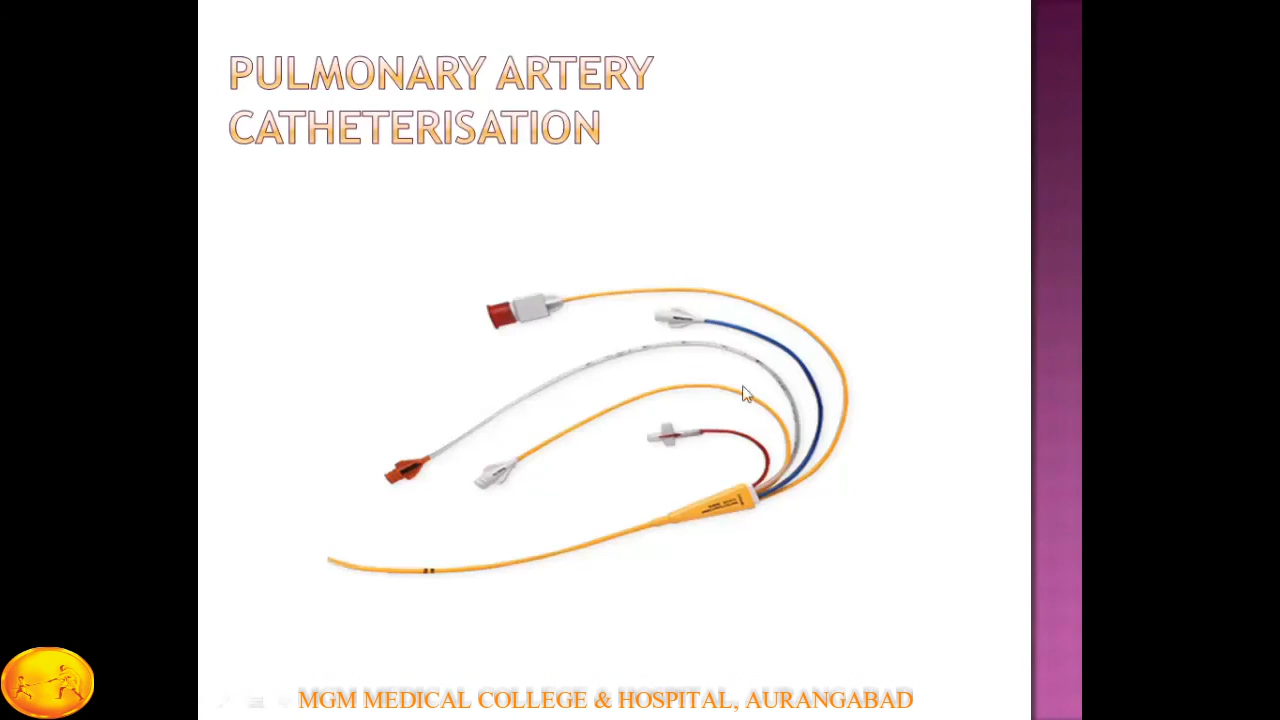 PULMONARY ARTERY
CATHETERISATION
MGM MEDICAL COLLEGE & HOSPITAL, AURANGABAD